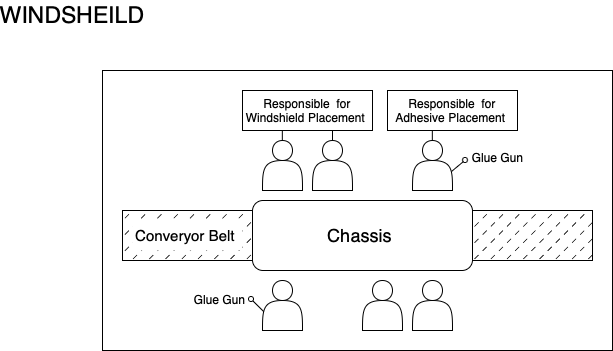 WINDSHEILD
Responsible for
Windshield Placement
Responsible for
Adhesive Placement
Glue Gun
Converyor Belt
Chassis
Glue Gun